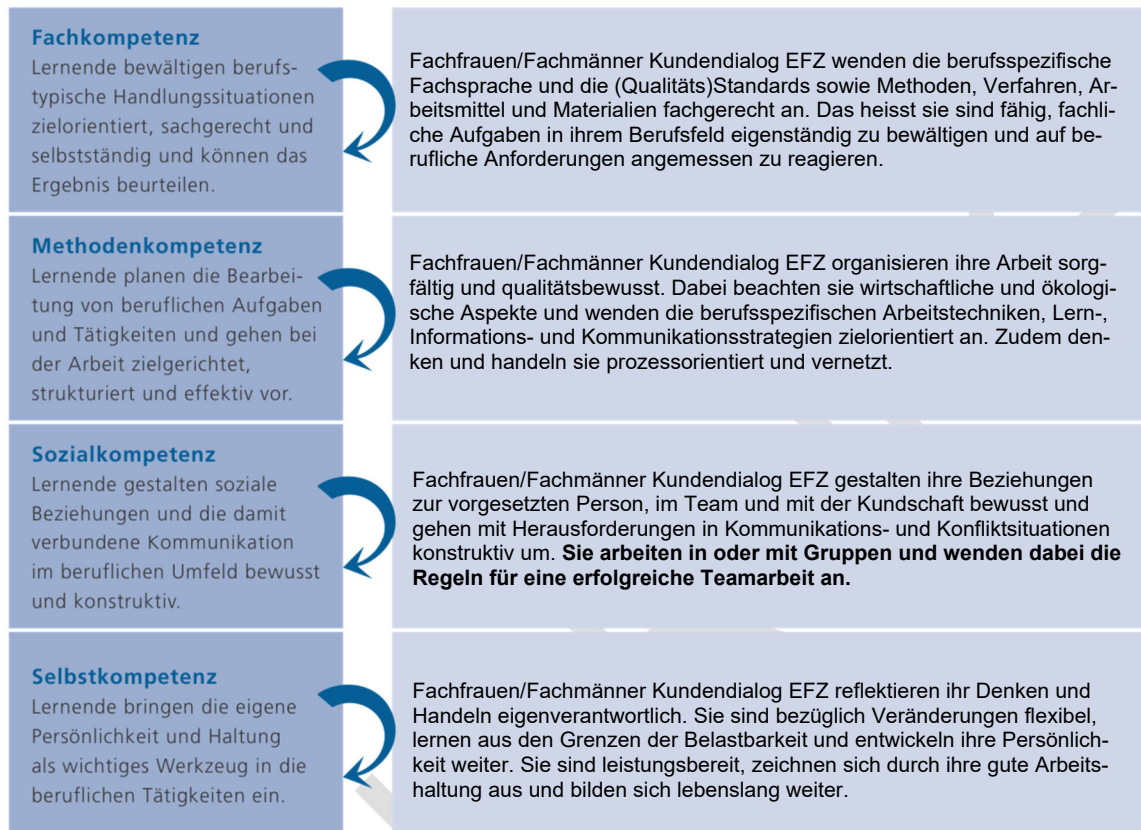 Fachkompetenz
Lernende bewältigen berufs-
typische Handlungssituationen
zielorientiert, sachgerecht und
selbstständig und können das
Ergebnis beurteilen.
Fachfrauen/Fachmänner Kundendialog EFZ wenden die berufsspezifische
Fachsprache und die (Qualitäts)Standards sowie Methoden, Verfahren, Ar-
beitsmittel und Materialien fachgerecht an. Das heisst sie sind fähig, fachli-
che Aufgaben in ihrem Berufsfeld eigenständig zu bewältigen und auf be-
rufliche Anforderungen angemessen zu reagieren.
Methodenkompetenz
Lernende planen die Bearbei-
tung von beruflichen Aufgaben
und Tätigkeiten und gehen bei
der Arbeit zielgerichtet,
strukturiert und effektiv vor.
Fachfrauen/Fachmänner Kundendialog EFZ organisieren ihre Arbeit sorg-
fältig und qualitätsbewusst. Dabei beachten sie wirtschaftliche und ökologi-
sche Aspekte und wenden die berufsspezifischen Arbeitstechniken, Lern-,
Informations- und Kommunikationsstrategien zielorientiert an. Zudem den-
ken und handeln sie prozessorientiert und vernetzt.
Sozialkompetenz
Lernende gestalten soziale
Beziehungen und die damit
verbundene Kommunikation
im beruflichen Umfeld bewusst
und konstruktiv.
Fachfrauen/Fachmänner Kundendialog EFZ gestalten ihre Beziehungen
zur vorgesetzten Person, im Team und mit der Kundschaft bewusst und
gehen mit Herausforderungen in Kommunikations- und Konfliktsituationen
konstruktiv um. Sie arbeiten in oder mit Gruppen und wenden dabei die
Regeln für eine erfolgreiche Teamarbeit an.
Selbstkompetenz
Lernende bringen die eigene
Persönlichkeit und Haltung
als wichtiges Werkzeug in die
beruflichen Tätigkeiten ein.
Fachfrauen/Fachmänner Kundendialog EFZ reflektieren ihr Denken und
Handeln eigenverantwortlich. Sie sind bezüglich Veränderungen flexibel,
lernen aus den Grenzen der Belastbarkeit und entwickeln ihre Persönlich-
keit weiter. Sie sind leistungsbereit, zeichnen sich durch ihre gute Arbeits-
haltung aus und bilden sich lebenslang weiter.